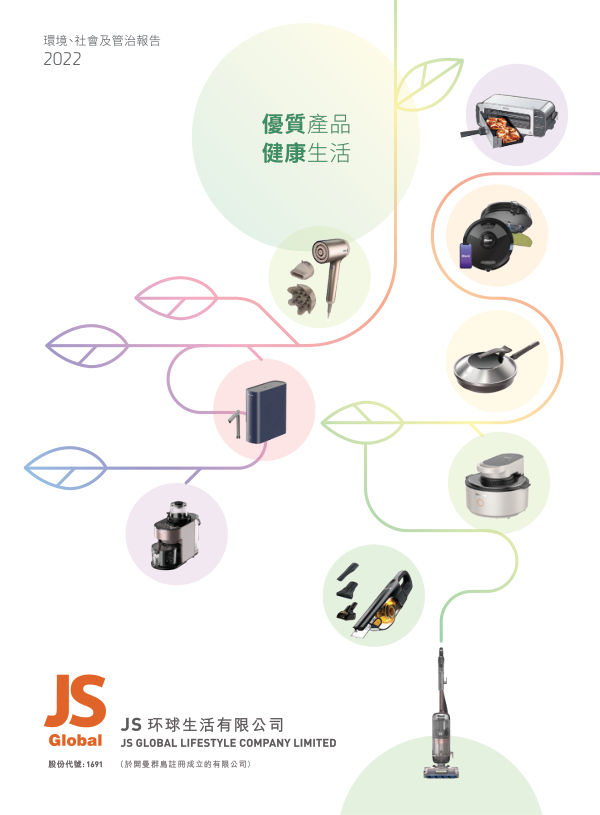 環境、社會及管治報告
2022
優質產品
健康生活
JS
Global
JS 环球生活有限公司
JS GLOBAL LIFESTYLE COMPANY LIMITED
股份代號: 1691
(於開曼群島註冊成立的有限公司)